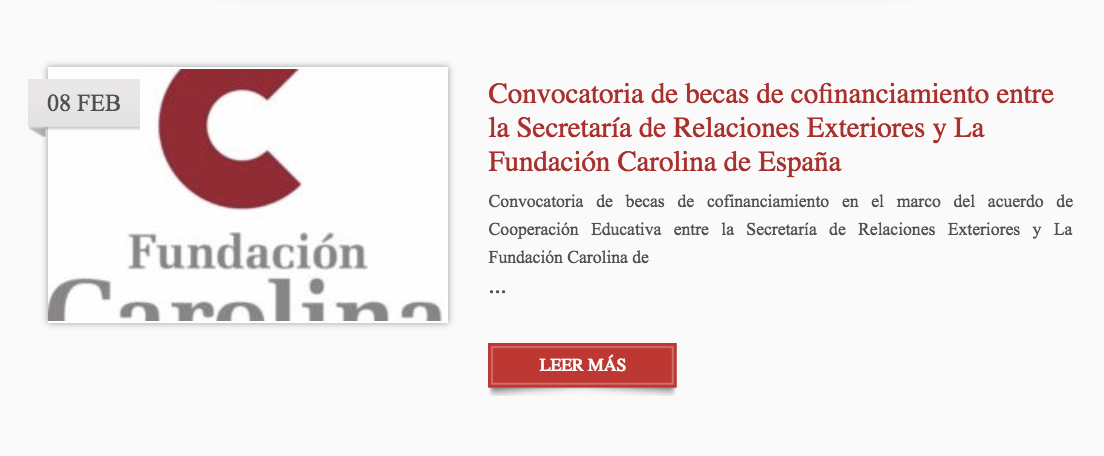 08 FEB
Fundación
Carolina
Convocatoria de becas de cofinanciamiento entre
la Secretaría de Relaciones Exteriores y La
Fundación Carolina de España
Convocatoria de becas de cofinanciamiento en el marco del acuerdo de
Cooperación Educativa entre la Secretaría de Relaciones Exteriores y La
Fundación Carolina de
...
LEER MÁS